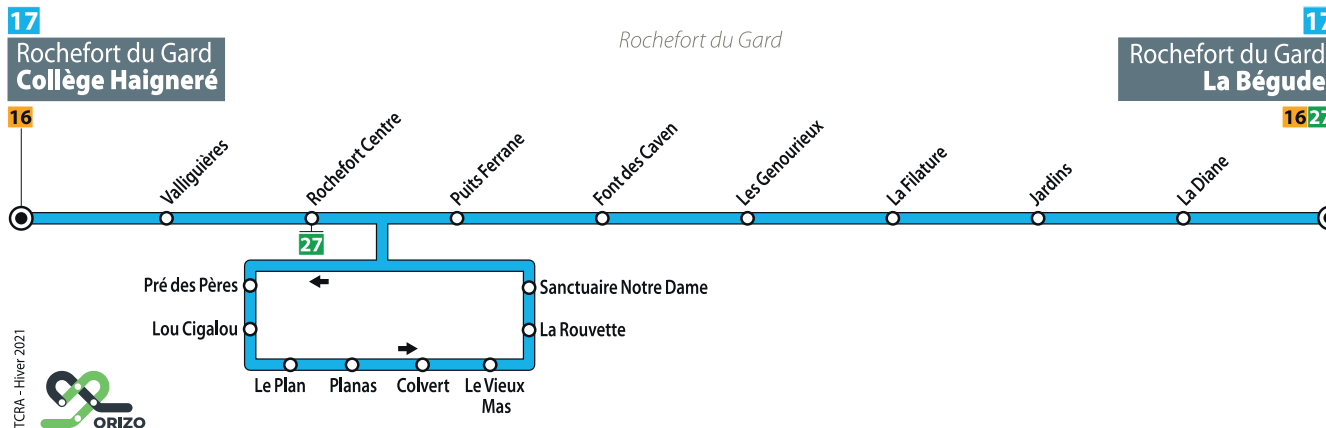 17
Rochefort du Gard
Collège Haigneré
16
Rochefort du Gard
17
Rochefort du Gard
La Bégude
16 27
Valliguières
Rochefort Centre
27
Puits Ferrane
Font des Caven
Les Genourieux
La Filature
Jardins
La Diane
Pré des Pères
Lou Cigalou
Le Plan
Planas
Colvert
Le Vieux
Mas
La Rouvette
Sanctuaire Notre Dame
TCRA - Hiver 2021
ORIZO